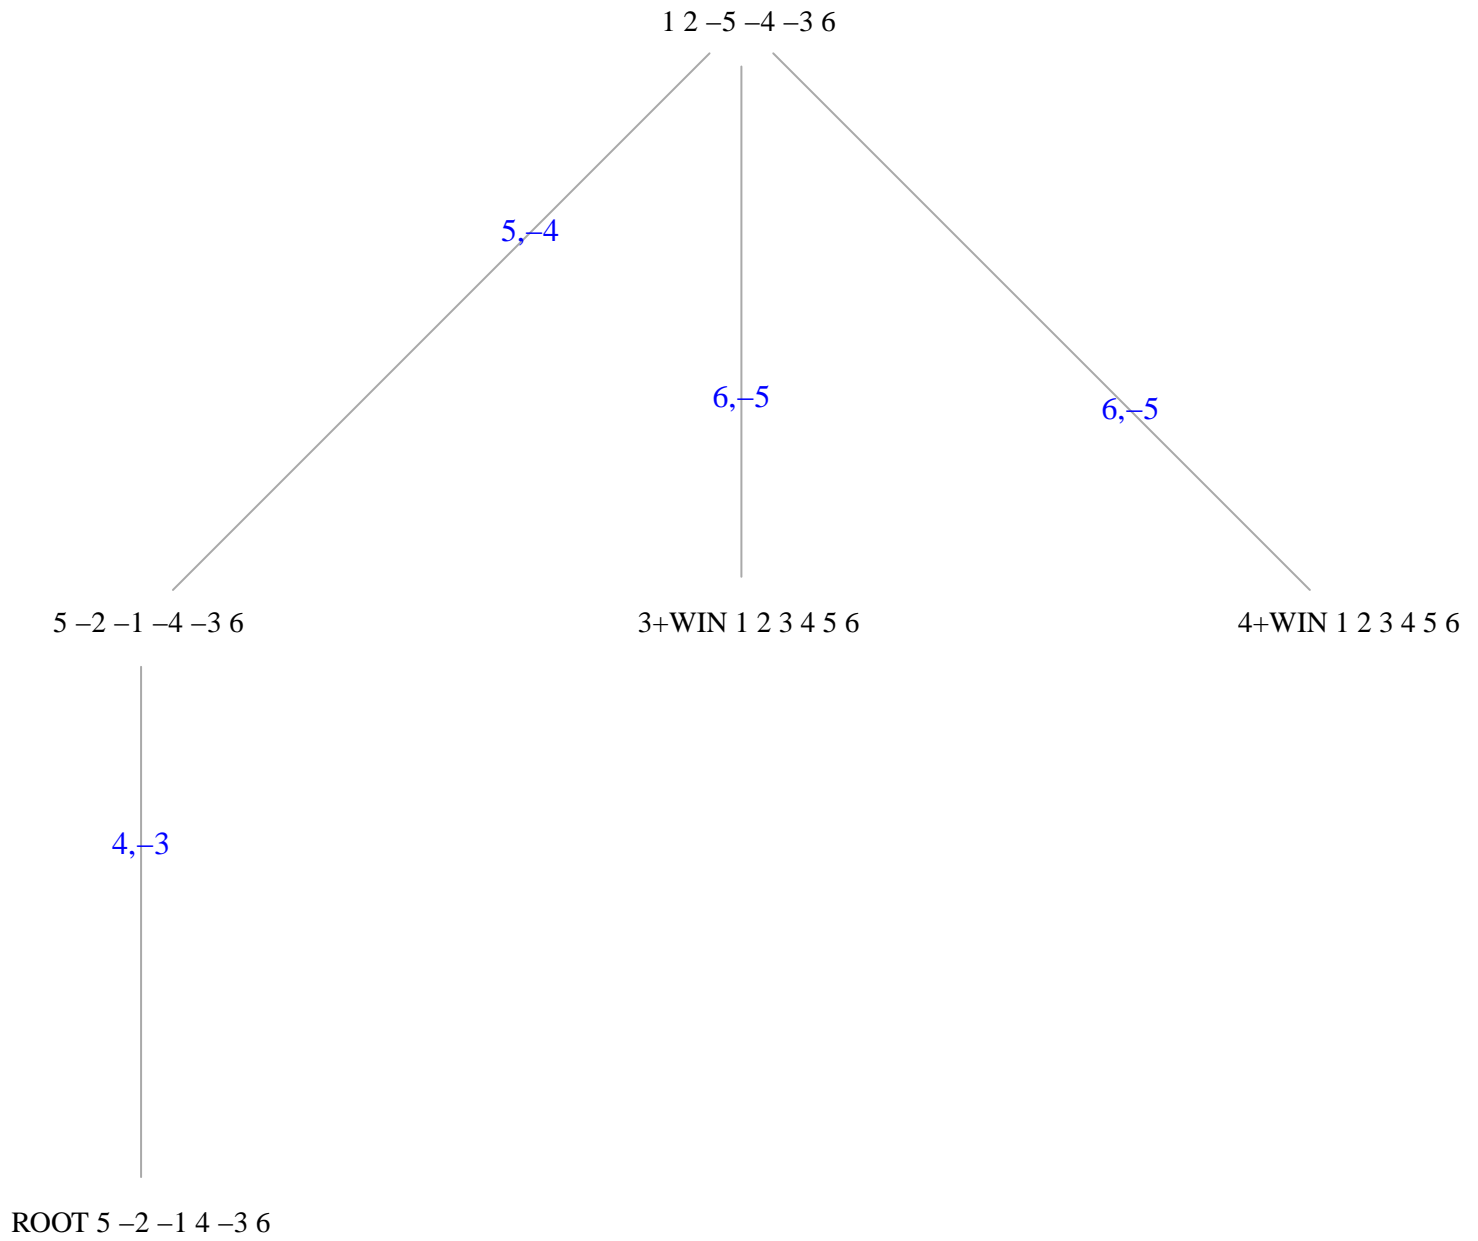 1 2 –5 –4 –3 6
5,–4
6,–5
6,–5
5 –2 –1 –4 –3 6
3+WIN 1 2 3 4 5 6
4+WIN 1 2 3 4 5 6
4,–3
ROOT 5 –2 –1 4 –3 6